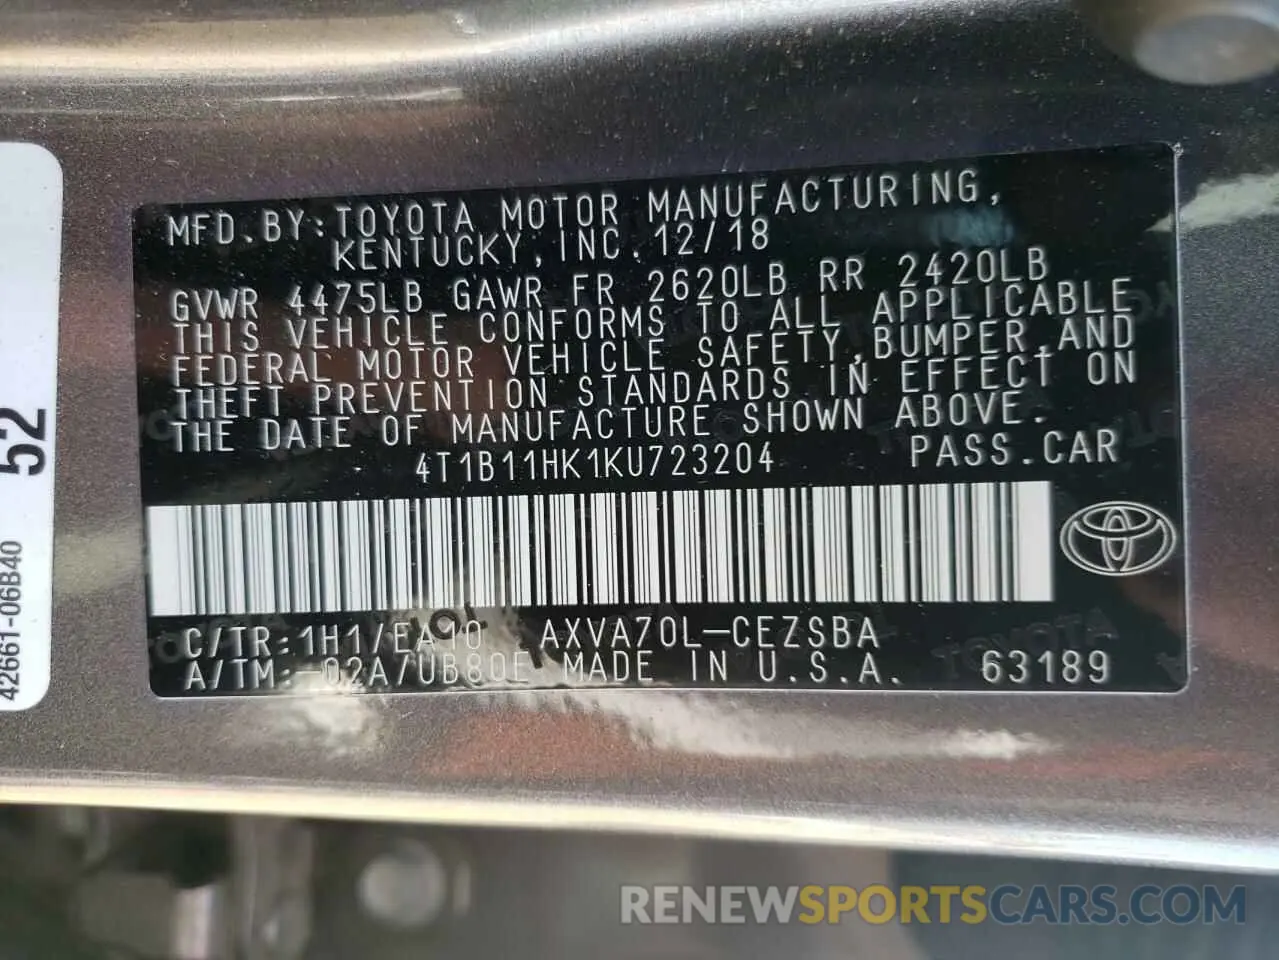 MFD.BY:TOYOTA MOTOR MANUFACTURING,
KENTUCKY,INC.12/18
GVWR 4475LB GAWR FR 2620LB RR 2420LB
THIS VEHICLE CONFORMS TO ALL APPLICABLE
FEDERAL MOTOR VEHICLE SAFETY,BUMPER,AND
THEFT PREVENTION STANDARDS IN EFFECT ON
THE DATE OF MANUFACTURE SHOWN ABOVE.
4T1B11HK1KU723204 PASS.CAR
C/TR:1H1/EA10 AXVA70L-CEZSBA
A/TM:-02A/UB80E MADE IN U.S.A. 63189
52
42661-06B40
RENEWSPORTSCARS.COM